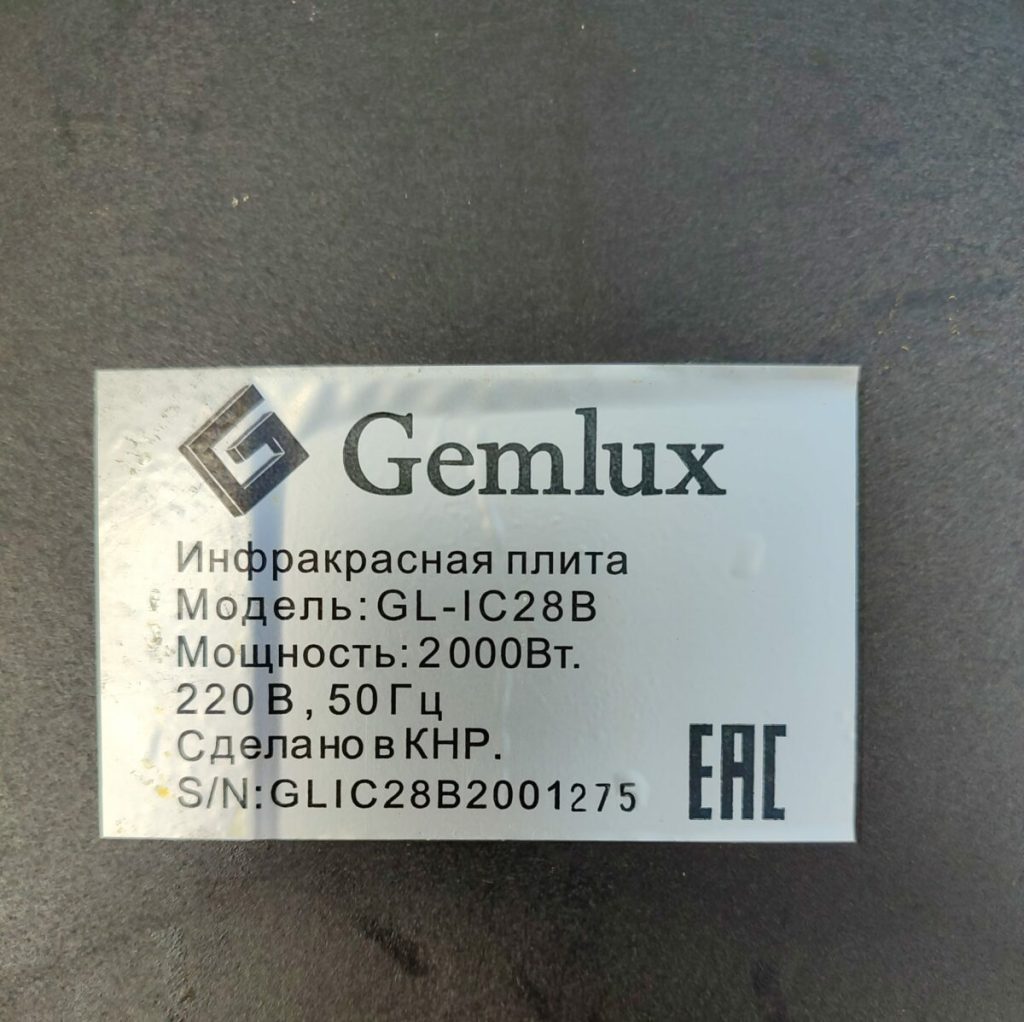 Gemlux
Инфракрасная плита
Модель: GL-IC28B
Мощность: 2000Вт.
220 В , 50 Гц
Сделано в КНР.
S/N: GLIC28B2001275
EAC